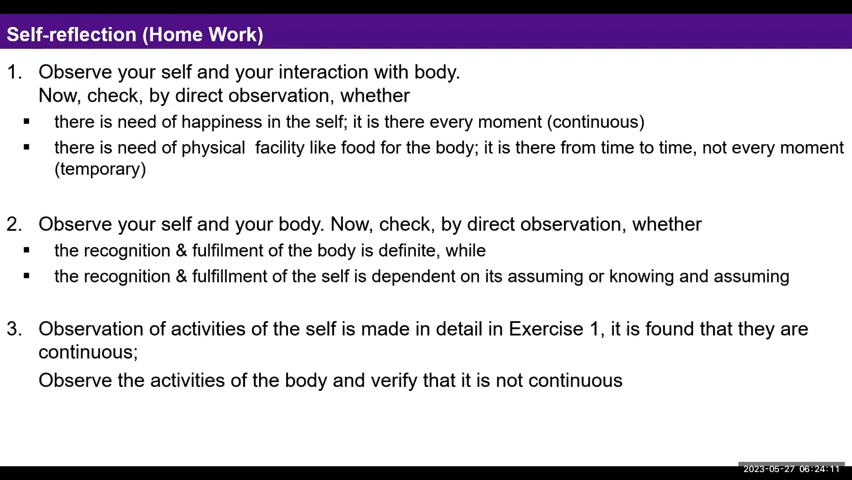 Self-reflection (Home Work)
1. Observe your self and your interaction with body.
Now, check, by direct observation, whether
▪ there is need of happiness in the self; it is there every moment (continuous)
▪ there is need of physical facility like food for the body; it is there from time to time, not every moment
(temporary)
2. Observe your self and your body. Now, check, by direct observation, whether
▪ the recognition & fulfilment of the body is definite, while
▪ the recognition & fulfillment of the self is dependent on its assuming or knowing and assuming
3. Observation of activities of the self is made in detail in Exercise 1, it is found that they are
continuous;
Observe the activities of the body and verify that it is not continuous
2023-05-27 06:24:11